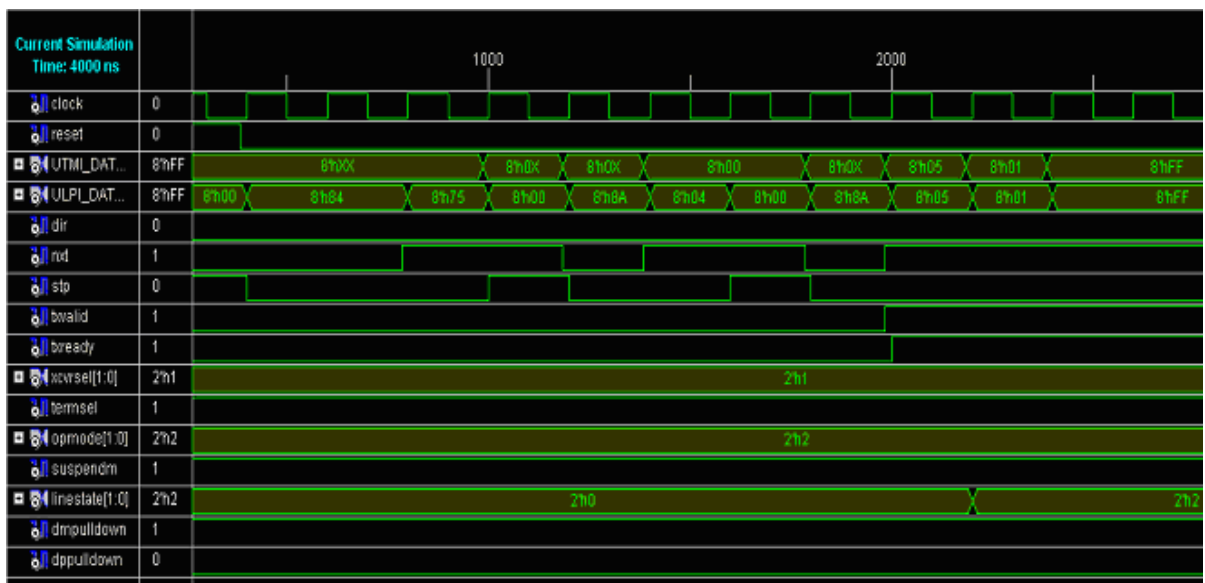 Current Simulation
Time: 4000 ns
1000 2000
clock 0
reset 0
UTMI_DAT... 8'hFF 8'hXX 8'h0X 8'h0X 8'h00 8'h0X 8'h05 8'h01 8'hFF
ULPI_DAT... 8'hFF 8'h00 8'h84 8'h75 8'h00 8'h8A 8'h04 8'h00 8'h8A 8'h05 8'h01 8'hFF
dir 0
nxt 1
stp 0
txvalid 1
txready 1
xcvrsel[1:0] 2'h1 2'h1
termsel 1
opmode[1:0] 2'h2 2'h2
suspendm 1
linestate[1:0] 2'h2 2'h0 2'h2
dmpulldown 1
dppulldown 0